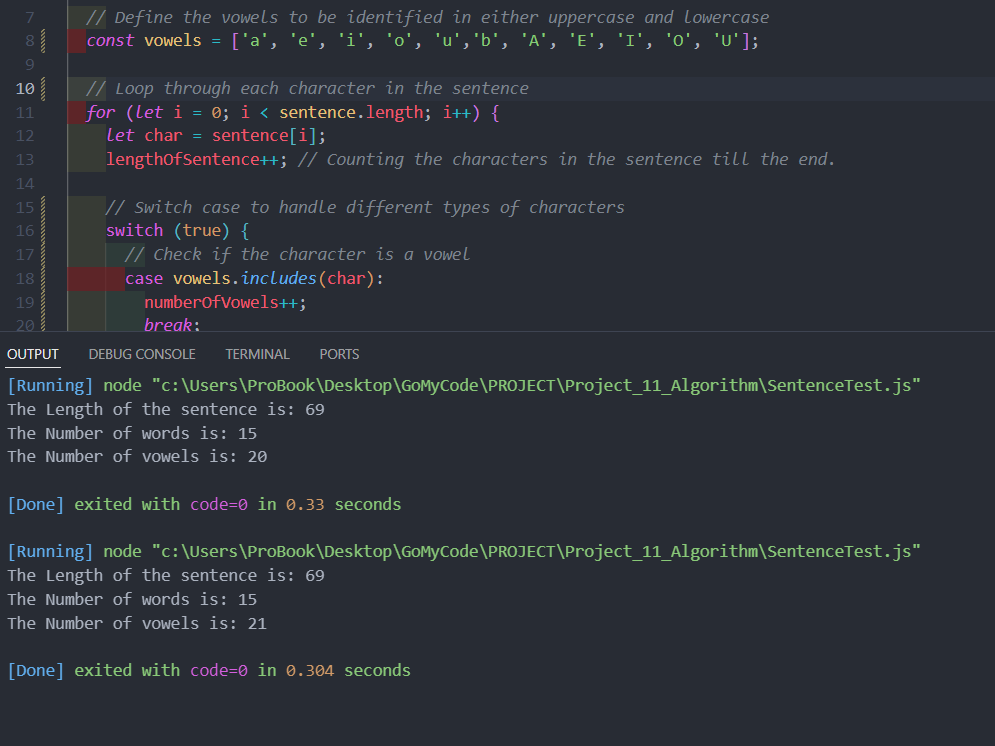 7 // Define the vowels to be identified in either uppercase and lowercase
8 const vowels = ['a', 'e', 'i', 'o', 'u','b', 'A', 'E', 'I', 'O', 'U'];
9
10 // Loop through each character in the sentence
11 for (let i = 0; i < sentence.length; i++) {
12 let char = sentence[i];
13 lengthOfSentence++; // Counting the characters in the sentence till the end.
14
15 // Switch case to handle different types of characters
16 switch (true) {
17 // Check if the character is a vowel
18 case vowels.includes(char):
19 numberOfVowels++;
20 break;
OUTPUT DEBUG CONSOLE TERMINAL PORTS
[Running] node "c:\Users\ProBook\Desktop\GoMyCode\PROJECT\Project_11_Algorithm\SentenceTest.js"
The Length of the sentence is: 69
The Number of words is: 15
The Number of vowels is: 20
[Done] exited with code=0 in 0.33 seconds
[Running] node "c:\Users\ProBook\Desktop\GoMyCode\PROJECT\Project_11_Algorithm\SentenceTest.js"
The Length of the sentence is: 69
The Number of words is: 15
The Number of vowels is: 21
[Done] exited with code=0 in 0.304 seconds